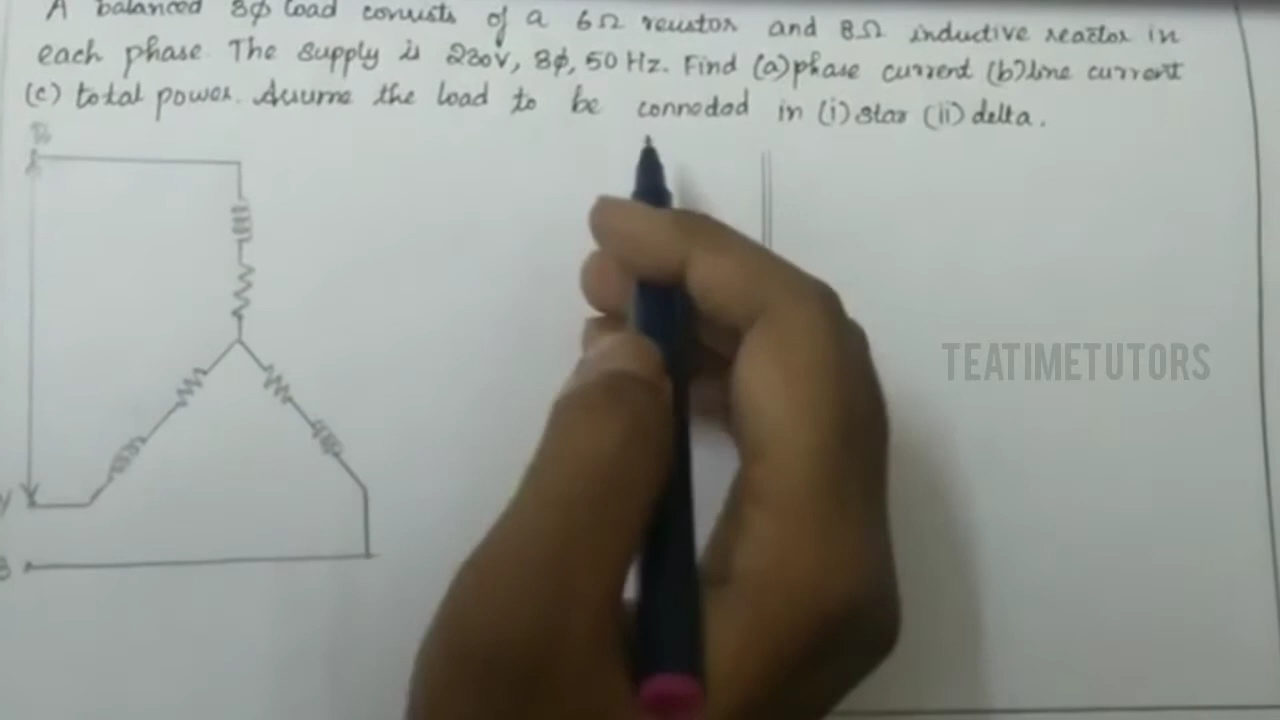 A balanced 3φ load consists of a 6Ω resistor and 8Ω inductive reactor in
each phase. The supply is 230V, 3φ, 50 Hz. Find (a) phase current (b) line current
(c) total power. Assume the load to be connected in (i) star (ii) delta.
R
TEATIMETUTORS
Y
B